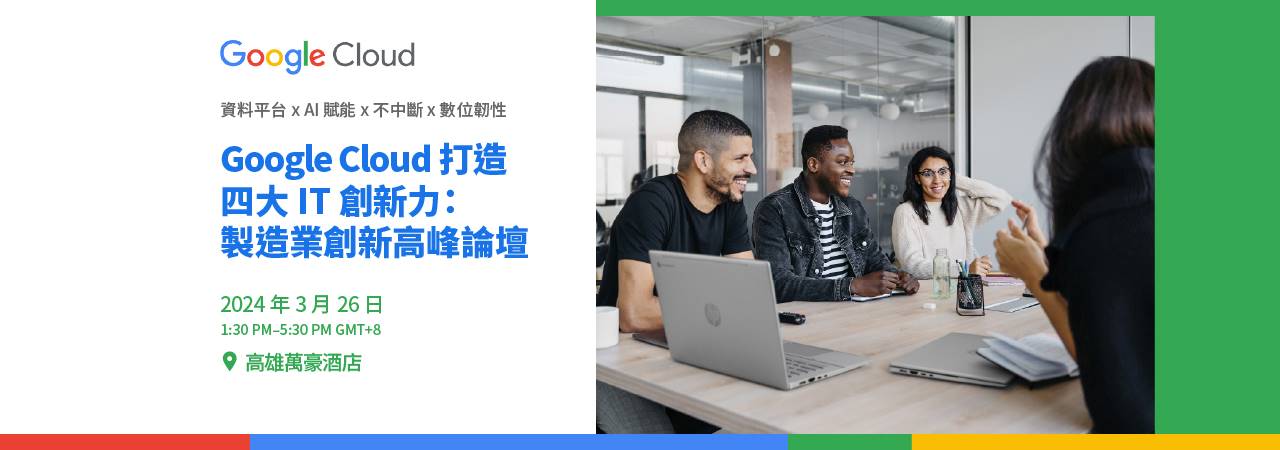 Google Cloud
資料平台 x AI 賦能 x 不中斷 x 數位韌性
Google Cloud 打造
四大 IT 創新力：
製造業創新高峰論壇
2024 年 3 月 26 日
1:30 PM–5:30 PM GMT+8
高雄萬豪酒店
hp